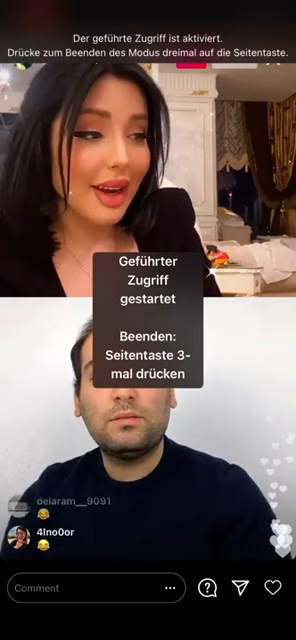 Der geführte Zugriff ist aktiviert.
Drücke zum Beenden des Modus dreimal auf die Seitentaste.
Geführter
Zugriff
gestartet
Beenden:
Seitentaste 3-
mal drücken
delaram__9091
😂
4lno0or
😂
Comment